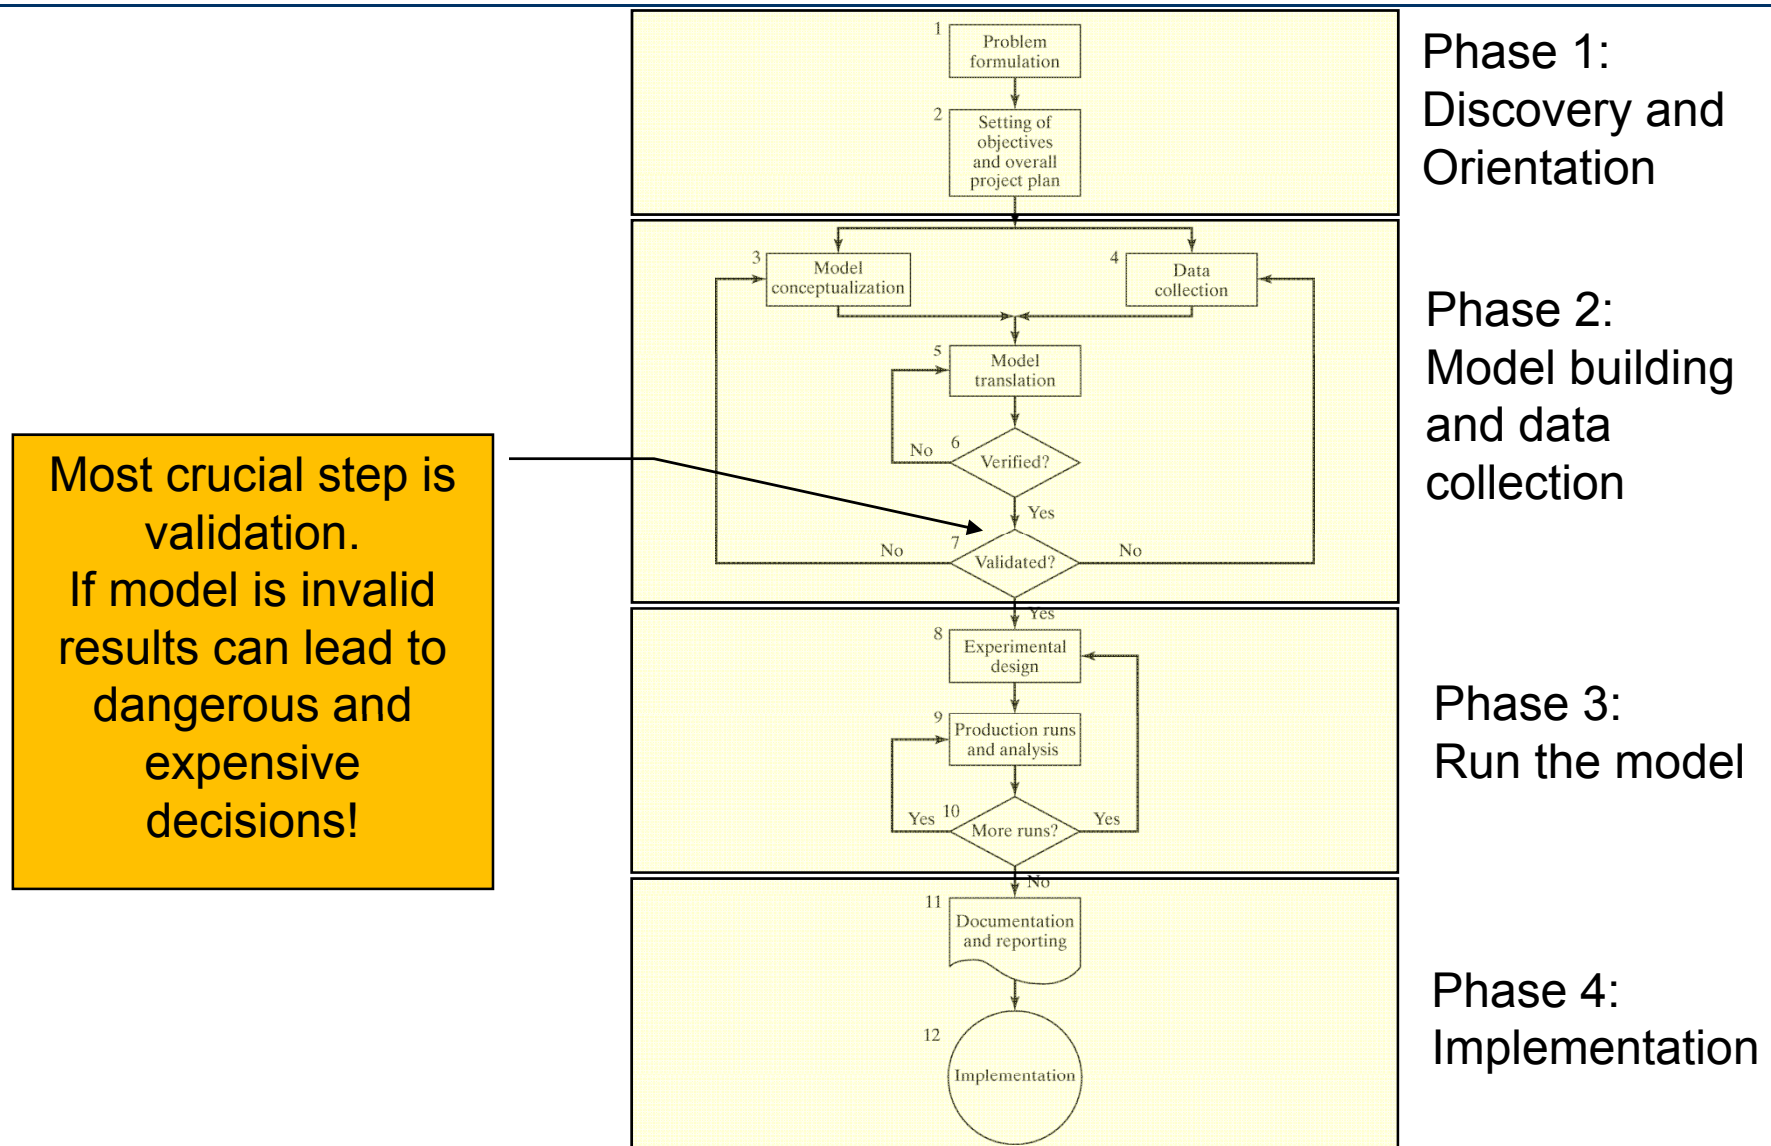 1
Problem
formulation
2
Setting of
objectives
and overall
project plan
Phase 1:
Discovery and
Orientation
3
Model
conceptualization
4
Data
collection
5
Model
translation
6
No
Verified?
Yes
7
No
Validated?
No
Yes
Phase 2:
Model building
and data
collection
Most crucial step is
validation.
If model is invalid
results can lead to
dangerous and
expensive
decisions!
8
Experimental
design
9
Production runs
and analysis
10
Yes
More runs?
Yes
No
Phase 3:
Run the model
11
Documentation
and reporting
12
Implementation
Phase 4:
Implementation